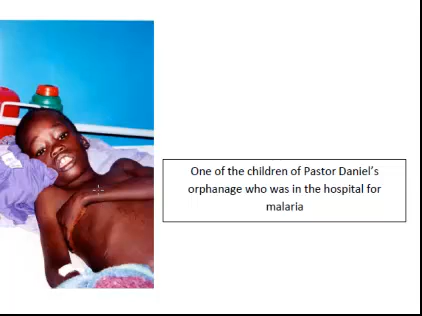 One of the children of Pastor Daniel’s
orphanage who was in the hospital for
malaria